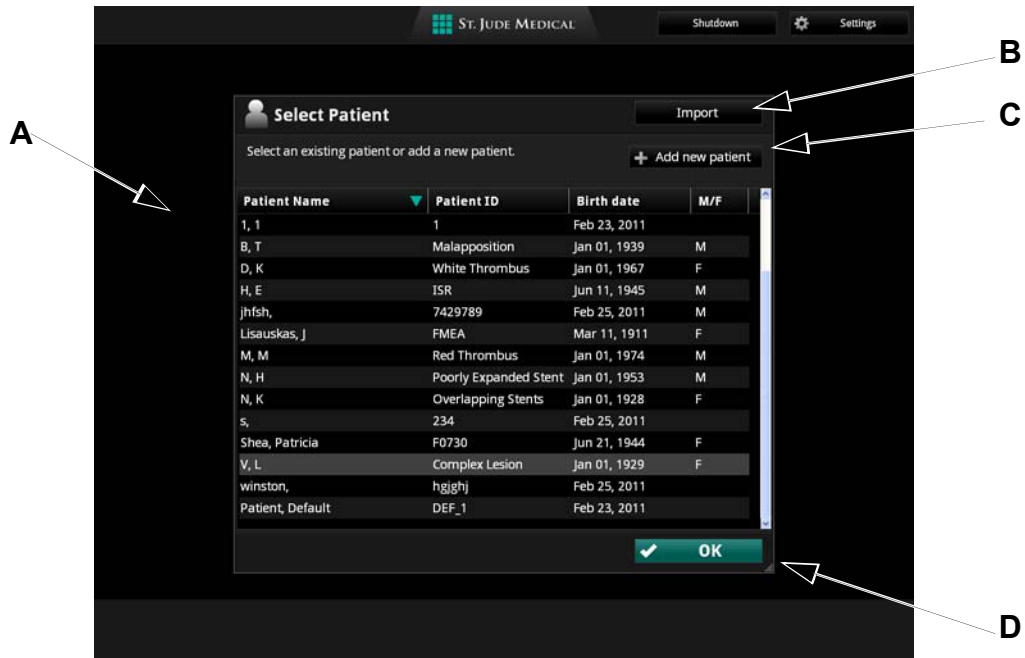 ST. JUDE MEDICAL
Shutdown
Settings
B
Select Patient
Import
C
A
Select an existing patient or add a new patient.
Add new patient
Patient Name Patient ID Birth date M/F
1, 1 1 Feb 23, 2011
B, T Malapposition Jan 01, 1939 M
D, K White Thrombus Jan 01, 1967 F
H, E ISR Jun 11, 1945 M
jhfsh, 7429789 Feb 25, 2011 M
Lisauskas, J FMEA Mar 11, 1911 F
M, M Red Thrombus Jan 01, 1974 M
N, H Poorly Expanded Stent Jan 01, 1953 M
N, K Overlapping Stents Jan 01, 1928 F
s, 234 Feb 25, 2011
Shea, Patricia F0730 Jun 21, 1944 F
V, L Complex Lesion Jan 01, 1929 F
winston, hgjghj Feb 25, 2011
Patient, Default DEF_1 Feb 23, 2011
OK
D